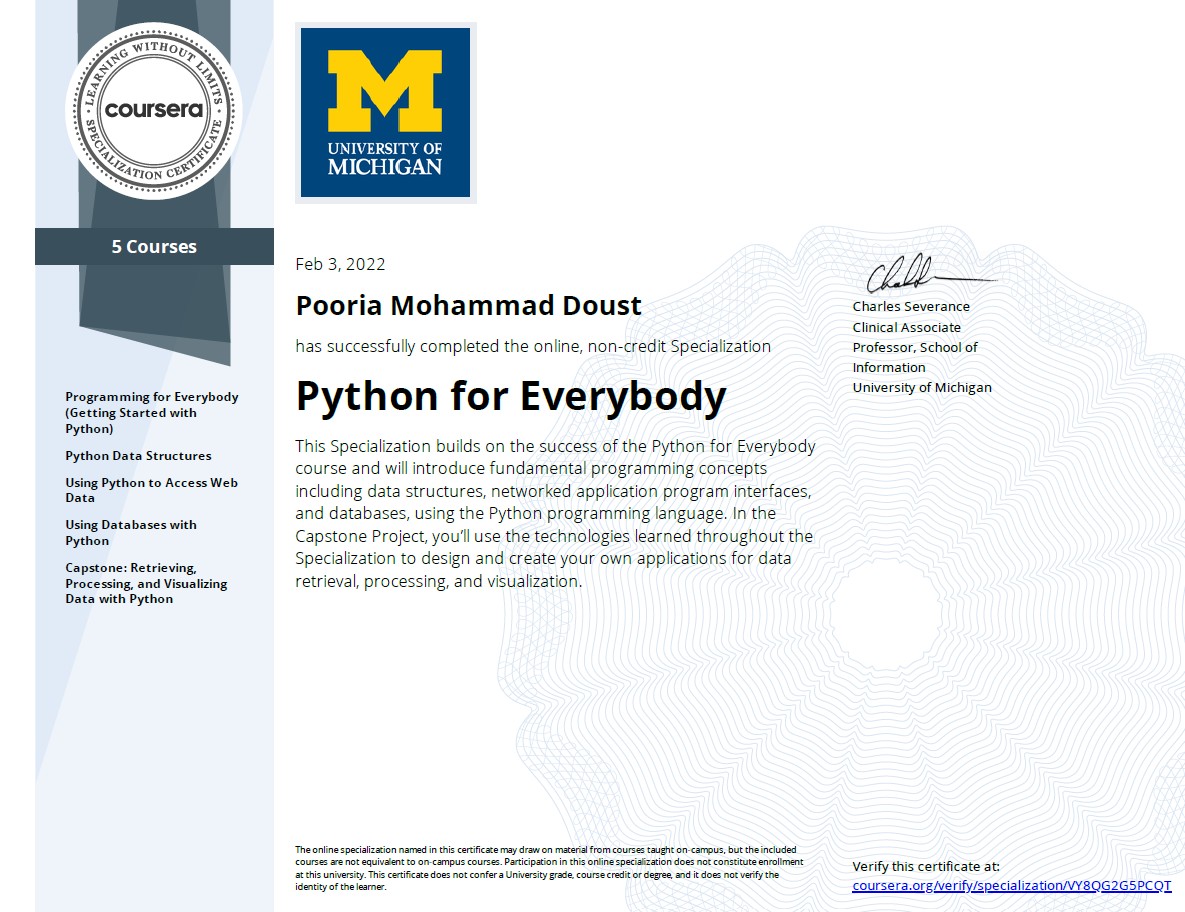 LEARNING WITHOUT LIMITS
coursera
SPECIALIZATION CERTIFICATE
5 Courses
Programming for Everybody
(Getting Started with
Python)
Python Data Structures
Using Python to Access Web
Data
Using Databases with
Python
Capstone: Retrieving,
Processing, and Visualizing
Data with Python
M
UNIVERSITY OF
MICHIGAN
Feb 3, 2022
Pooria Mohammad Doust
has successfully completed the online, non-credit Specialization
Python for Everybody
This Specialization builds on the success of the Python for Everybody
course and will introduce fundamental programming concepts
including data structures, networked application program interfaces,
and databases, using the Python programming language. In the
Capstone Project, you’ll use the technologies learned throughout the
Specialization to design and create your own applications for data
retrieval, processing, and visualization.
Charles Severance
Clinical Associate
Professor, School of
Information
University of Michigan
The online specialization named in this certificate may draw on material from courses taught on-campus, but the included
courses are not equivalent to on-campus courses. Participation in this online specialization does not constitute enrollment
at this university. This certificate does not confer a University grade, course credit or degree, and it does not verify the
identity of the learner.
Verify this certificate at:
coursera.org/verify/specialization/VY8QG2G5PCQT